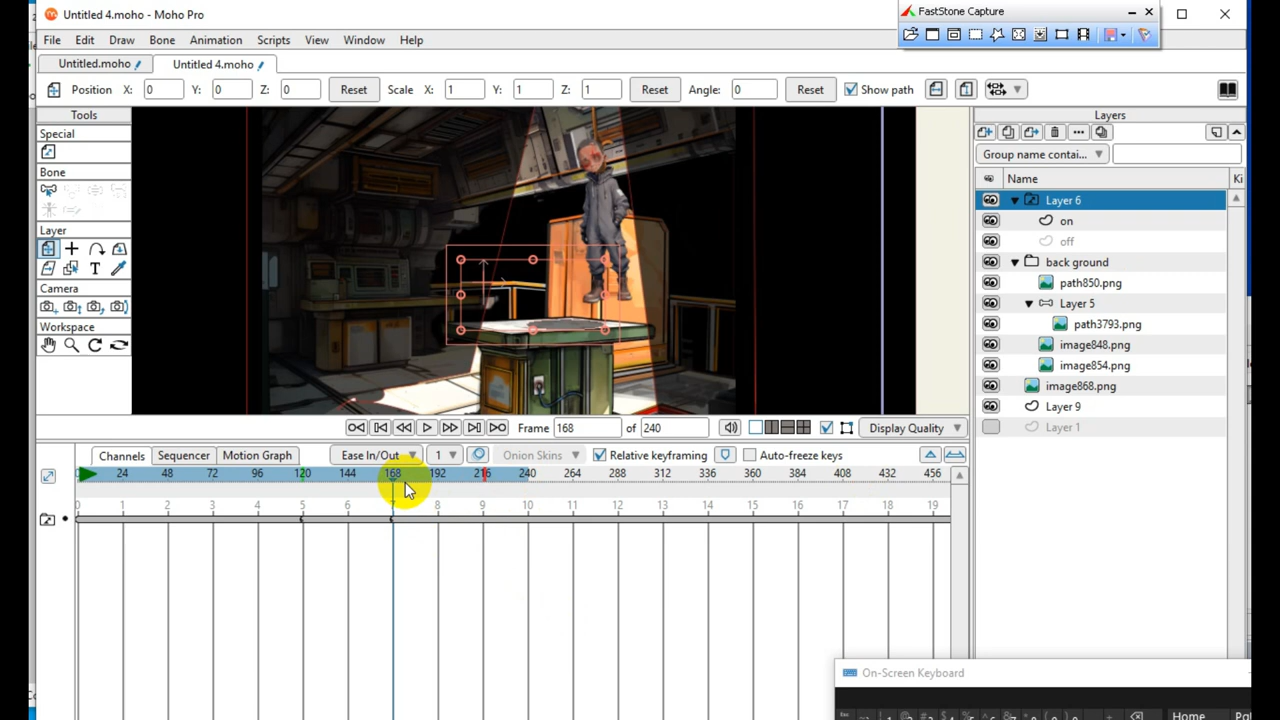 Untitled 4.moho - Moho Pro
FastStone Capture
File Edit Draw Bone Animation Scripts View Window Help
Untitled.moho Untitled 4.moho
Position X: 0 Y: 0 Z: 0 Reset Scale X: 1 Y: 1 Z: 1 Reset Angle: 0 Reset Show path
Tools
Special
Bone
Layer
Camera
Workspace
Layers
Group name contai...
Name Ki
Layer 6
on
off
back ground
path850.png
Layer 5
path3793.png
image848.png
image854.png
image868.png
Layer 9
Layer 1
Frame 168 of 240 Display Quality
Channels Sequencer Motion Graph Ease In/Out 1 Onion Skins Relative keyframing Auto-freeze keys
24 48 72 96 120 144 168 192 216 240 264 288 312 336 360 384 408 432 456
0 1 2 3 4 5 6 7 8 9 10 11 12 13 14 15 16 17 18 19
On-Screen Keyboard
Home